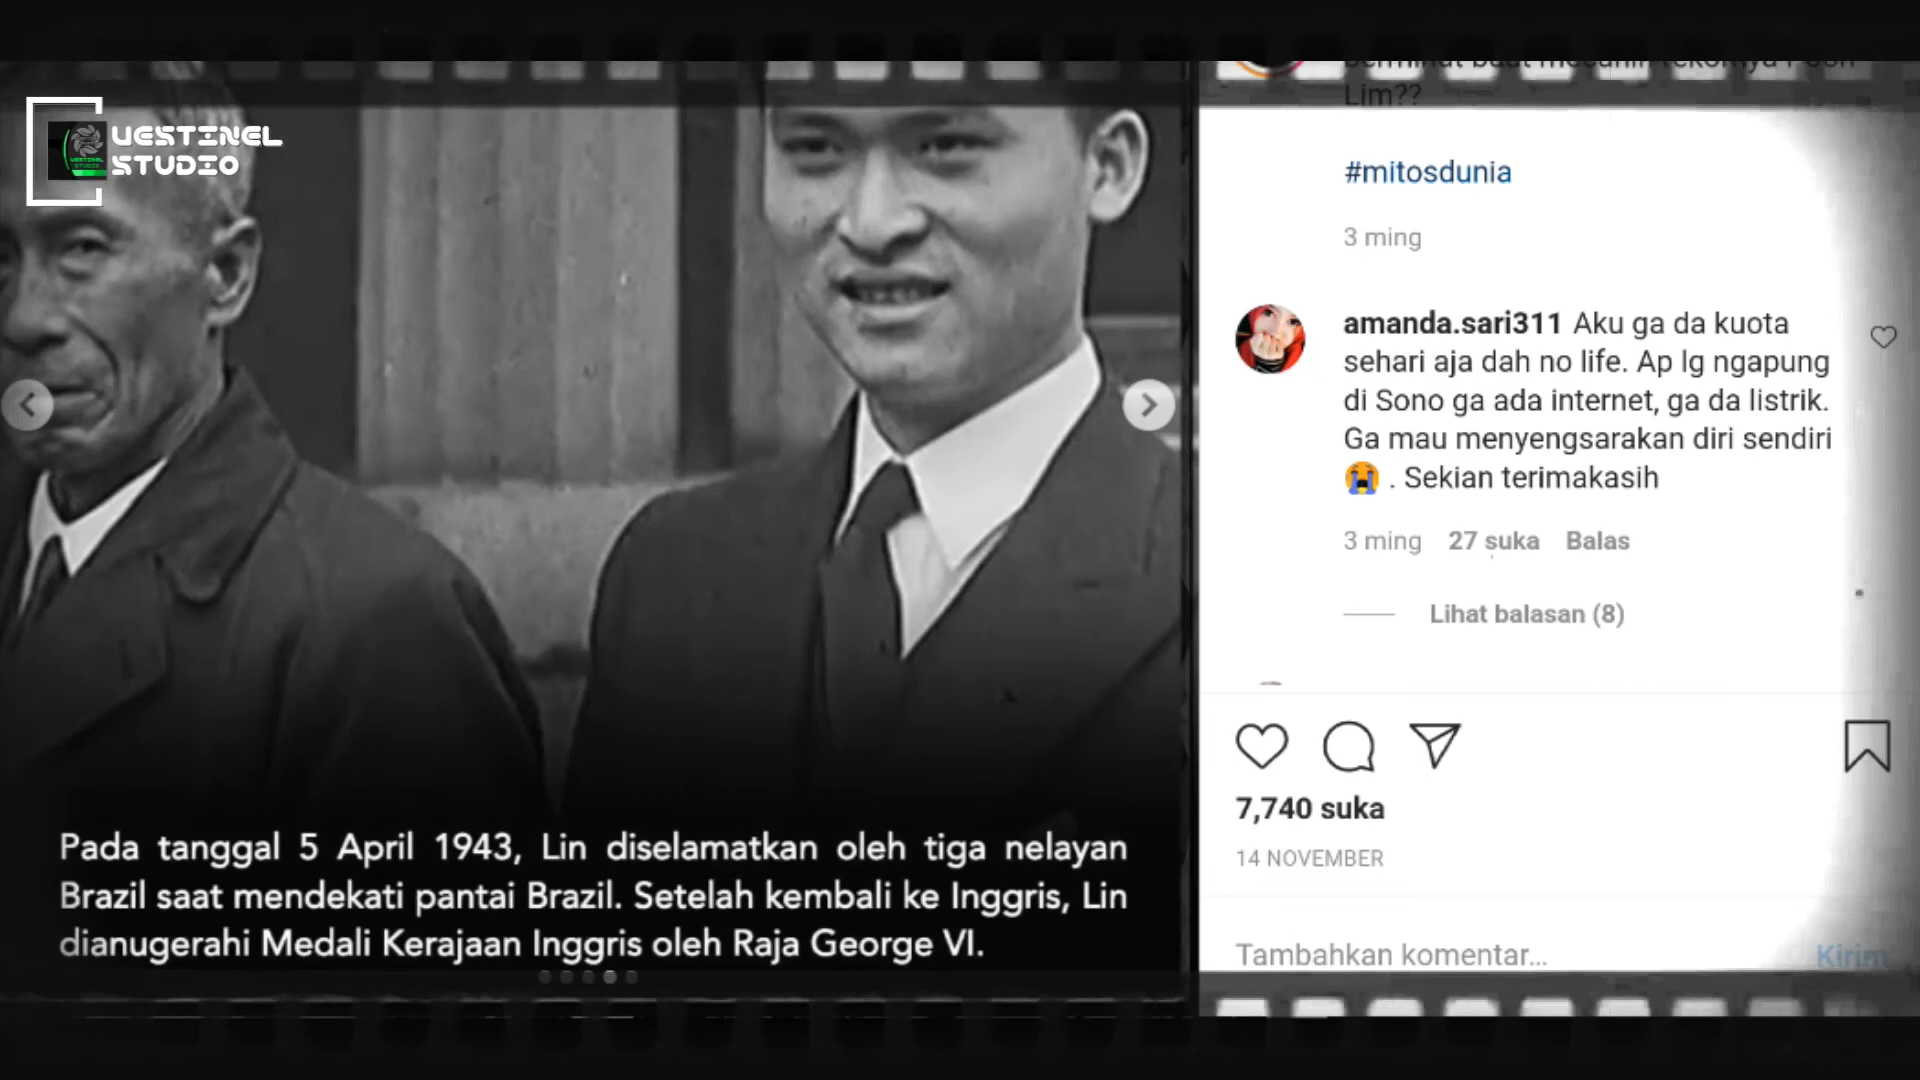 VESTINEL
STUDIO
Pada tanggal 5 April 1943, Lin diselamatkan oleh tiga nelayan
Brazil saat mendekati pantai Brazil. Setelah kembali ke Inggris, Lin
dianugerahi Medali Kerajaan Inggris oleh Raja George VI.
Lim??
#mitosdunia
3 ming
amanda.sari311 Aku ga da kuota
sehari aja dah no life. Ap lg ngapung
di Sono ga ada internet, ga da listrik.
Ga mau menyengsarakan diri sendiri
😭 . Sekian terimakasih
3 ming 27 suka Balas
Lihat balasan (8)
7,740 suka
14 NOVEMBER
Tambahkan komentar...
Kirim